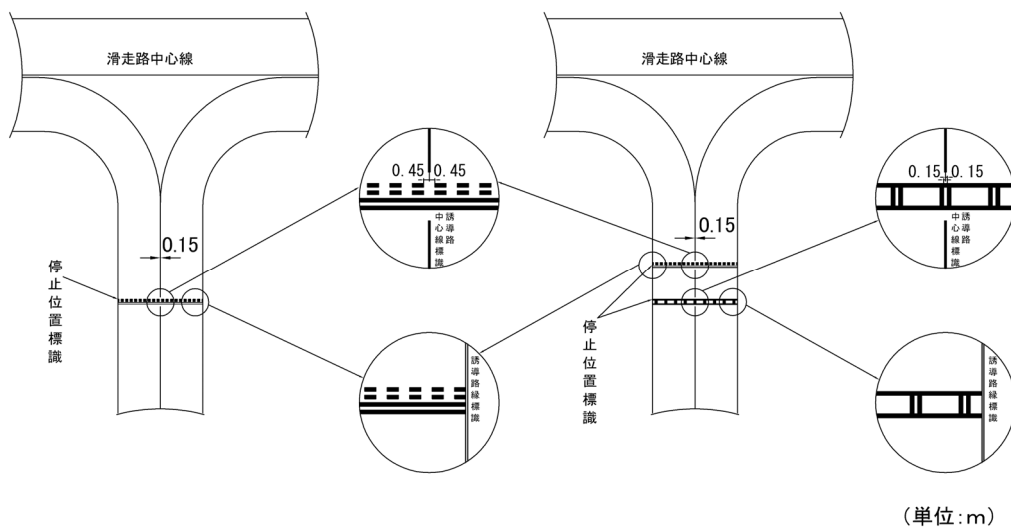 滑走路中心線
滑走路中心線
0.45 0.45
0.15 0.15
誘導路
中心線標識
誘導路
中心線標識
0.15
0.15
停止位置標識
停止位置標識
誘導路縁標識
誘導路縁標識
(単位:m)